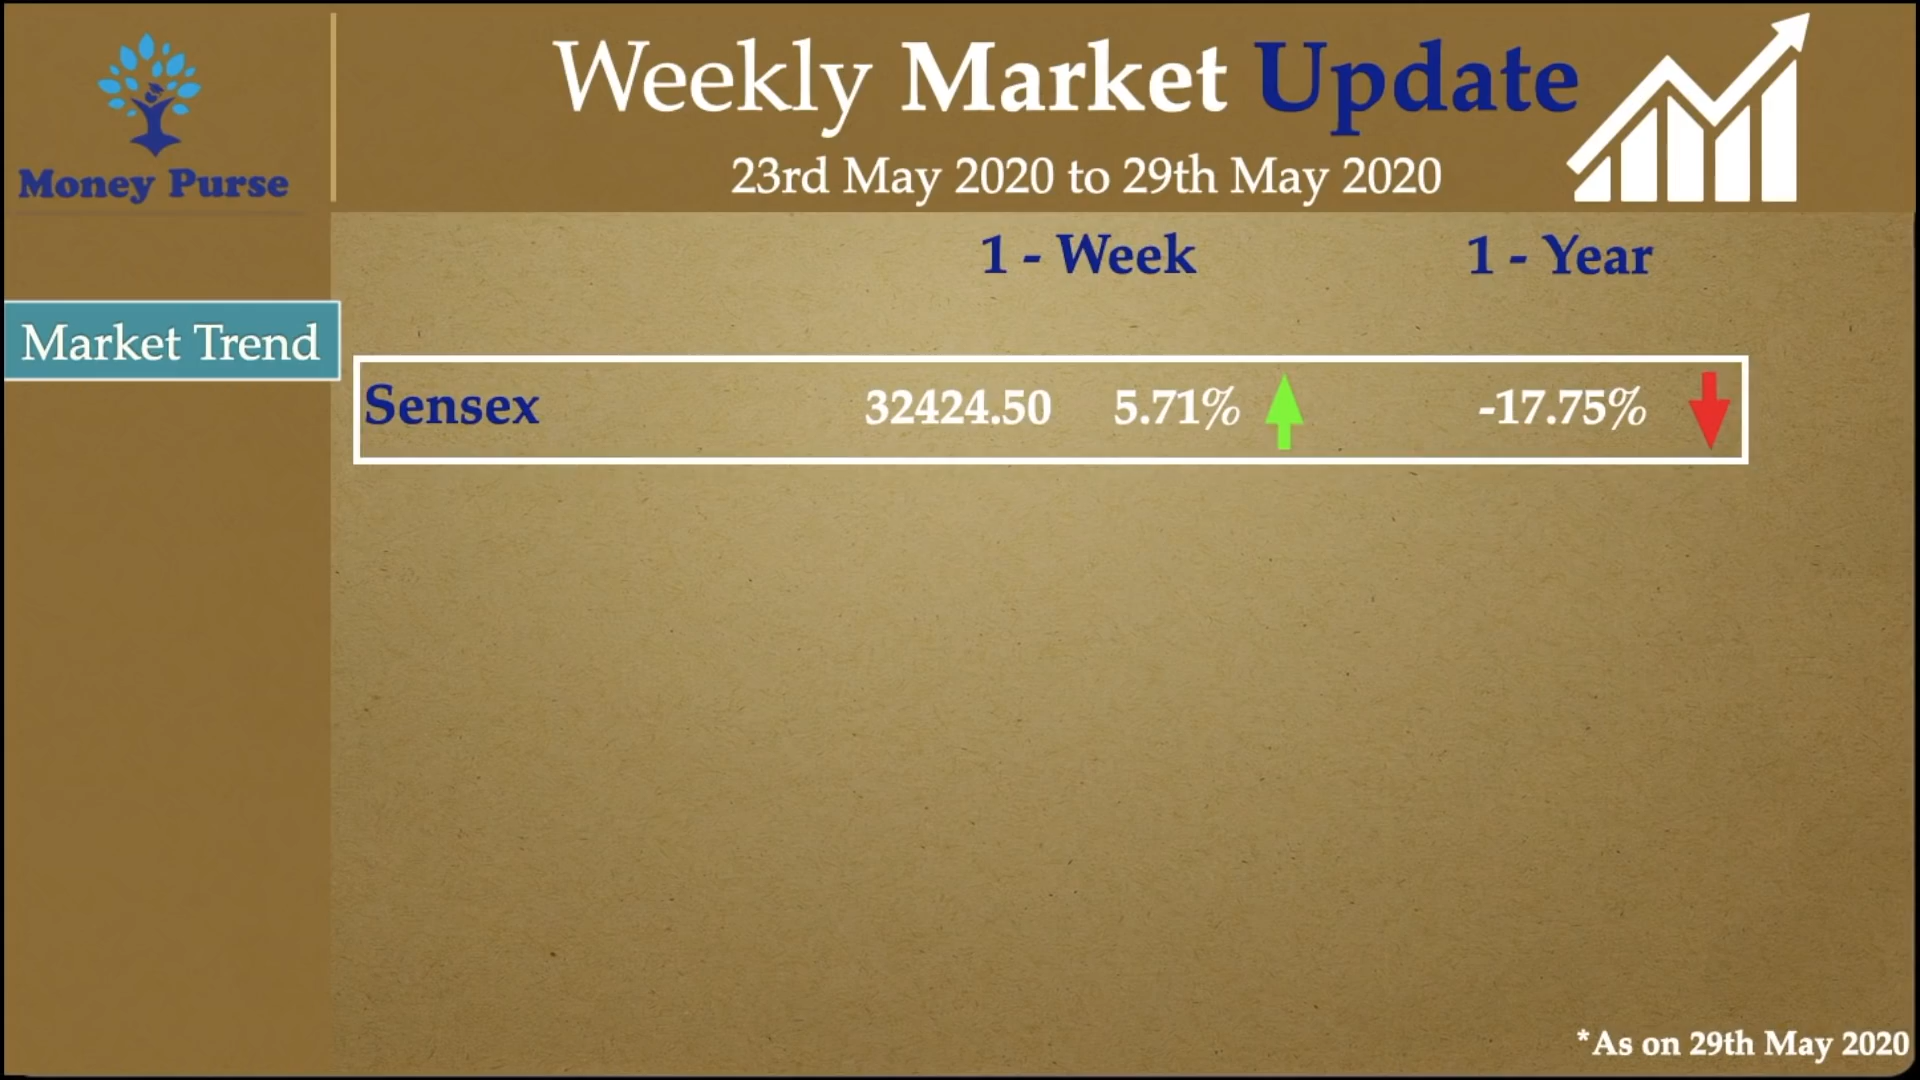 Money Purse
Weekly Market Update
23rd May 2020 to 29th May 2020
1 - Week 1 - Year
Market Trend
Sensex 32424.50 5.71% -17.75%
*As on 29th May 2020